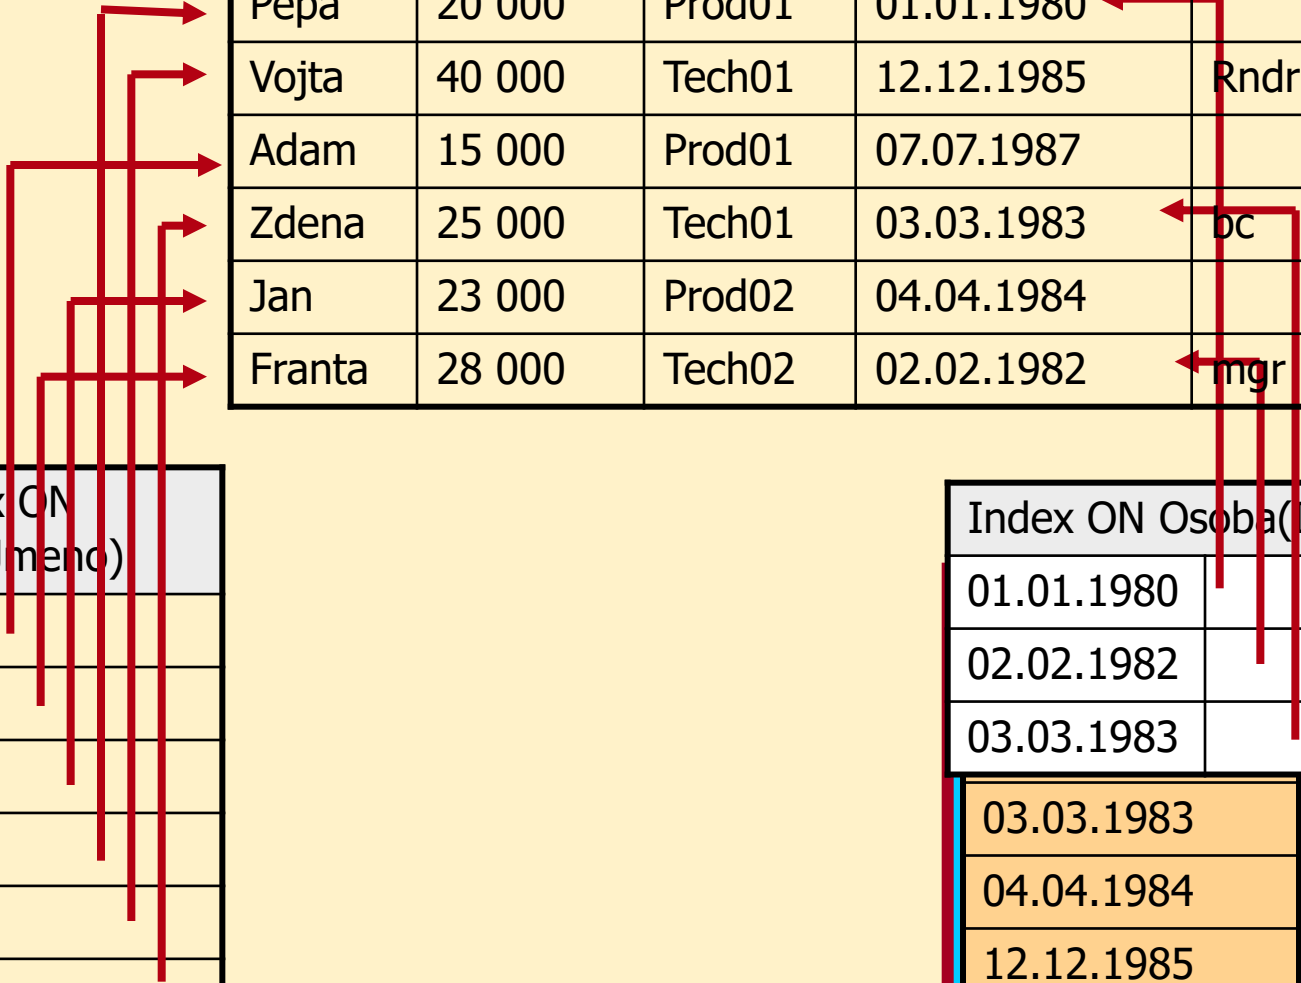 Pepa 20 000 Prod01 01.01.1980
Vojta 40 000 Tech01 12.12.1985 Rndr
Adam 15 000 Prod01 07.07.1987
Zdena 25 000 Tech01 03.03.1983 bc
Jan 23 000 Prod02 04.04.1984
Franta 28 000 Tech02 02.02.1982 mgr
ON
Jmeno)
Index ON Osoba(
01.01.1980
02.02.1982
03.03.1983
03.03.1983
04.04.1984
12.12.1985